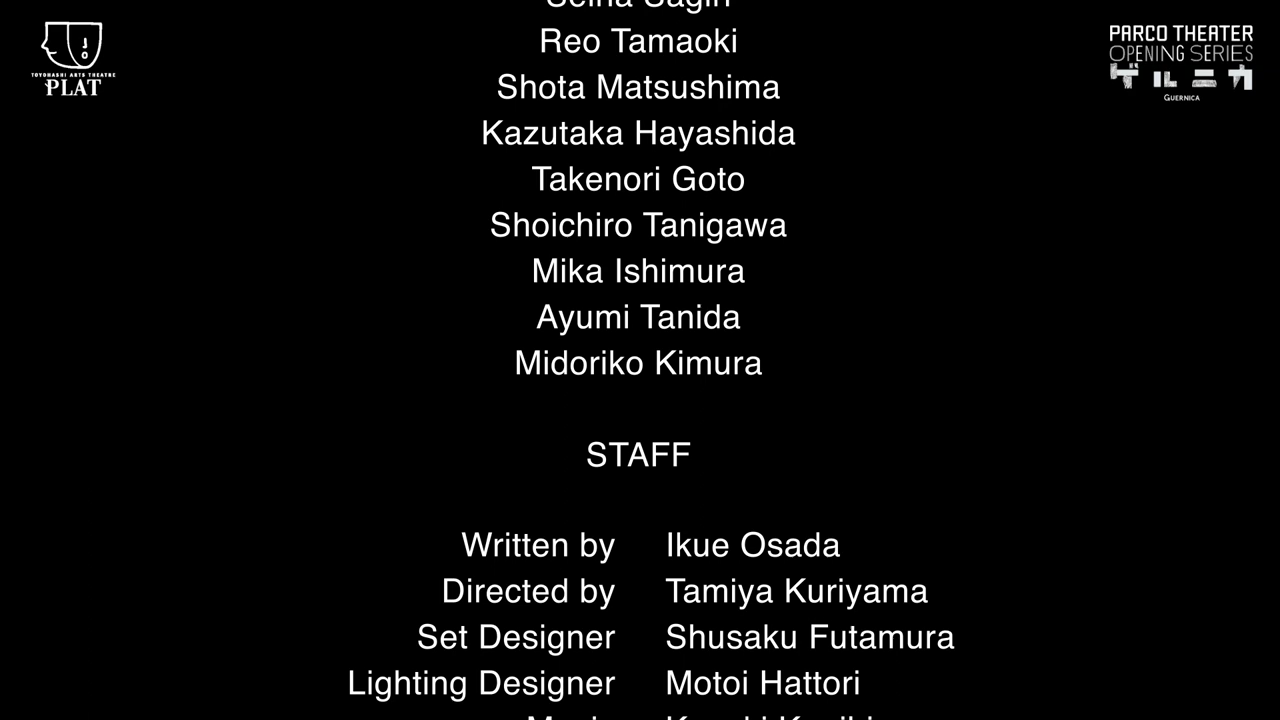 TOYOHASHI ARTS THEATRE
PLAT
PARCO THEATER
OPENING SERIES
ゲルニカ
GUERNICA
Reo Tamaoki
Shota Matsushima
Kazutaka Hayashida
Takenori Goto
Shoichiro Tanigawa
Mika Ishimura
Ayumi Tanida
Midoriko Kimura
STAFF
Written by Ikue Osada
Directed by Tamiya Kuriyama
Set Designer Shusaku Futamura
Lighting Designer Motoi Hattori